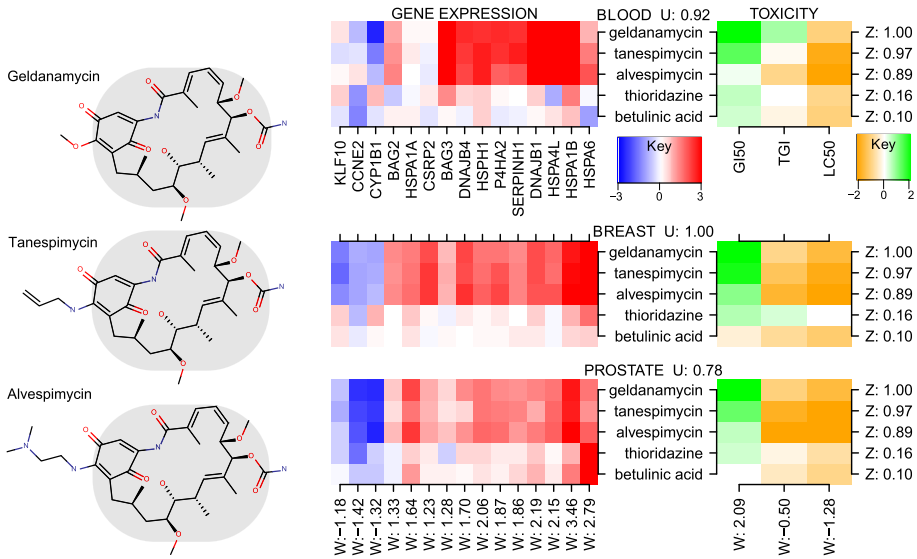 GENE EXPRESSION
BLOOD U: 0.92
TOXICITY
geldanamycin
Z: 1.00
tanespimycin
Z: 0.97
alvespimycin
Z: 0.89
thioridazine
Z: 0.16
betulinic acid
Z: 0.10
KLF10
CCNE2
CYP1B1
BAG2
HSPA1A
CSRP2
BAG3
DNAJB4
HSPH1
P4HA2
SERPINH1
DNAJB1
HSPA4L
HSPA1B
HSPA6
Key
−3 0 3
GI50
TGI
LC50
Key
−2 0 2
BREAST U: 1.00
geldanamycin
Z: 1.00
tanespimycin
Z: 0.97
alvespimycin
Z: 0.89
thioridazine
Z: 0.16
betulinic acid
Z: 0.10
PROSTATE U: 0.78
geldanamycin
Z: 1.00
tanespimycin
Z: 0.97
alvespimycin
Z: 0.89
thioridazine
Z: 0.16
betulinic acid
Z: 0.10
W: −1.18
W: −1.42
W: −1.32
W: 1.35
W: 1.64
W: 1.23
W: 1.28
W: 1.70
W: 2.06
W: 1.87
W: 1.86
W: 2.19
W: 2.15
W: 3.46
W: 2.79
W: 2.09
W: −0.50
W: −1.28
Geldanamycin
O
O
O
O
N
O
O
O
N
O
Tanespimycin
O
O
O
N
N
O
O
O
N
O
O
Alvespimycin
O
O
O
N
N
N
O
O
O
N
O
O